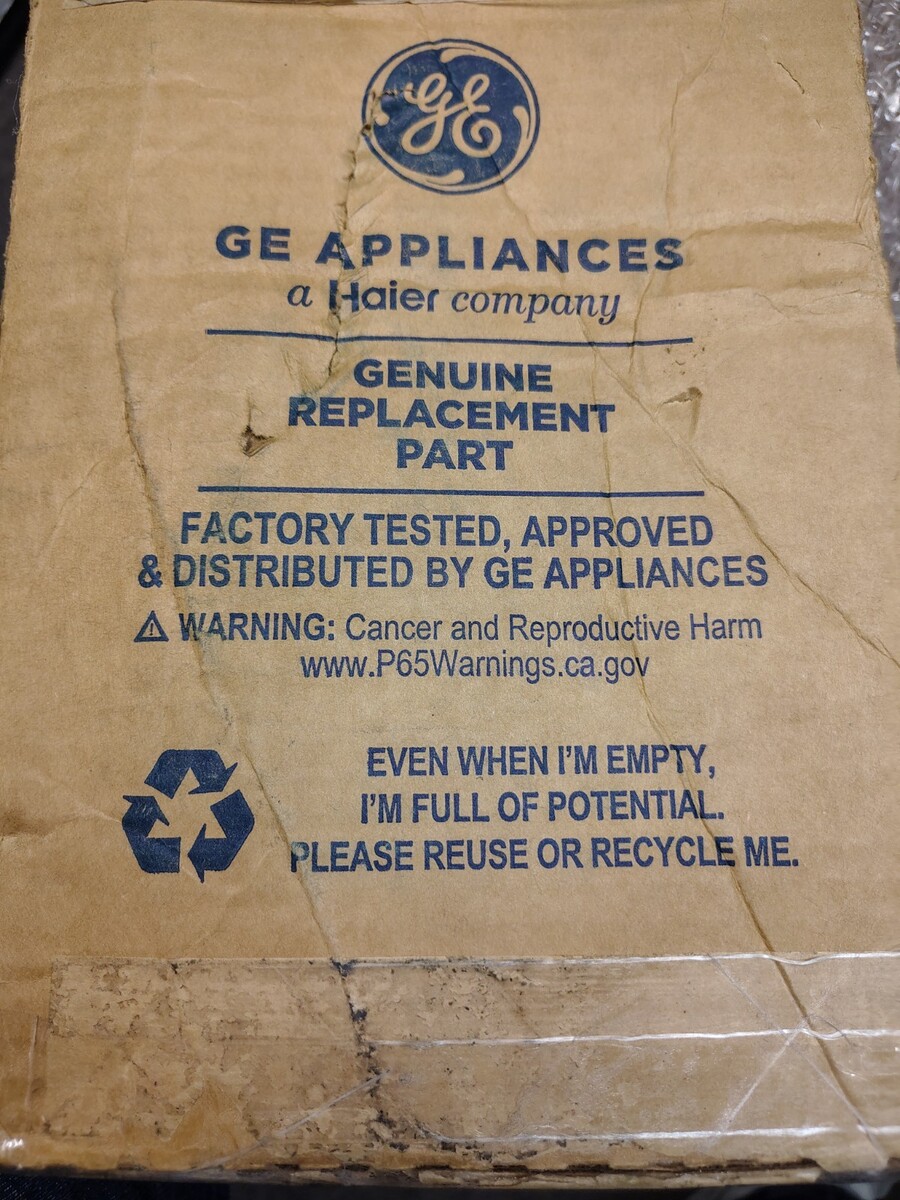 GE
GE APPLIANCES
a Haier company
GENUINE
REPLACEMENT
PART
FACTORY TESTED, APPROVED
& DISTRIBUTED BY GE APPLIANCES
⚠ WARNING: Cancer and Reproductive Harm
www.P65Warnings.ca.gov
EVEN WHEN I'M EMPTY,
I'M FULL OF POTENTIAL.
PLEASE REUSE OR RECYCLE ME.